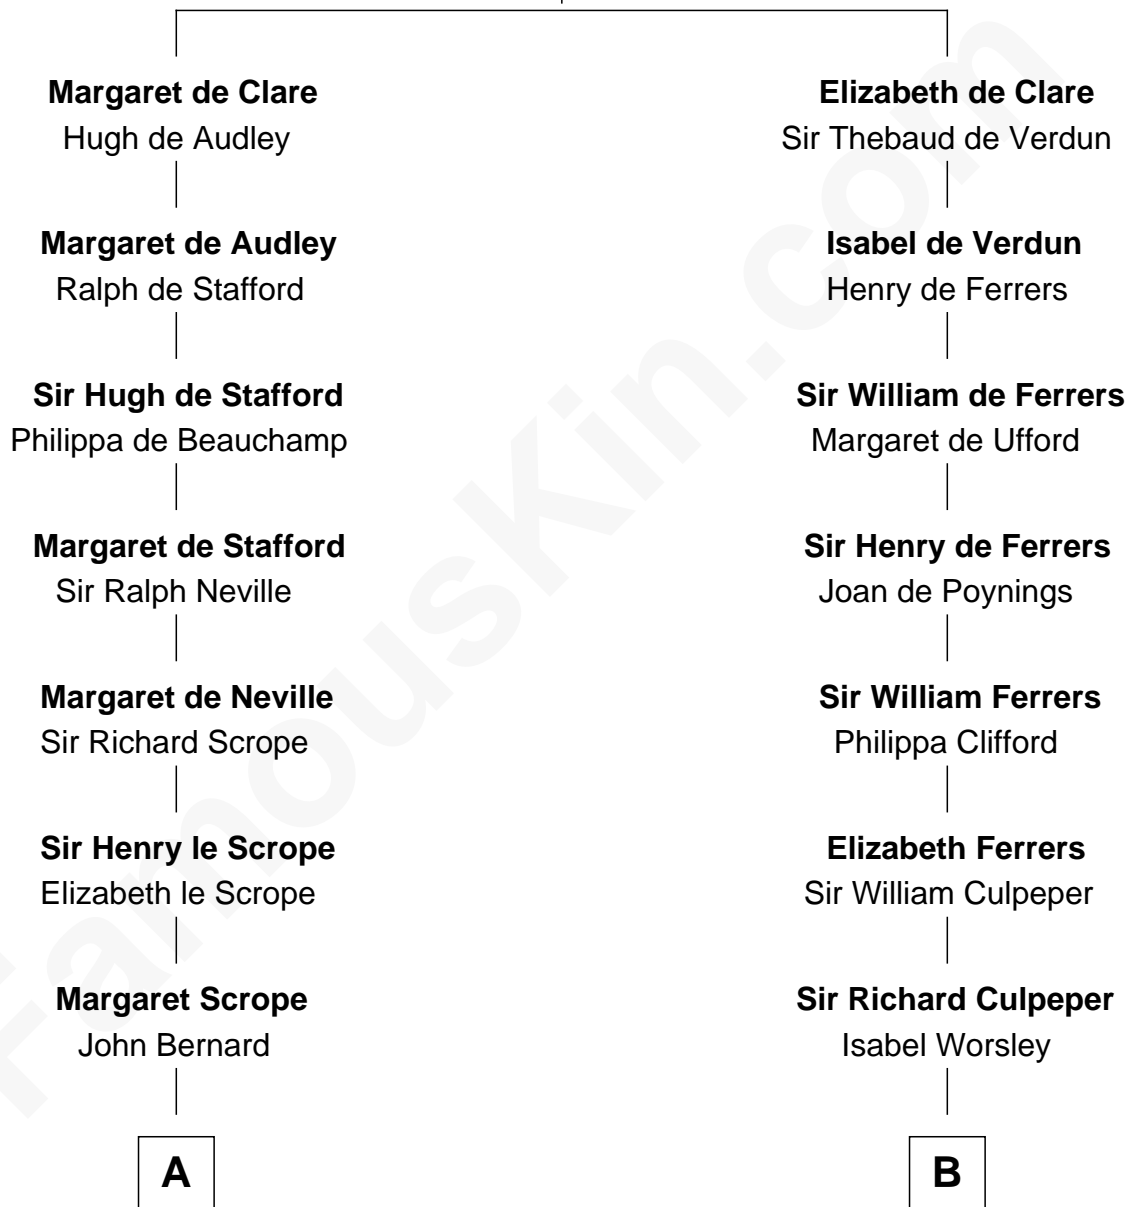 Margaret de Clare
Hugh de Audley
Margaret de Audley
Ralph de Stafford
Sir Hugh de Stafford
Philippa de Beauchamp
Margaret de Stafford
Sir Ralph Neville
Margaret de Neville
Sir Richard Scrope
Sir Henry le Scrope
Elizabeth le Scrope
Margaret Scrope
John Bernard
A
Elizabeth de Clare
Sir Thebaud de Verdun
Isabel de Verdun
Henry de Ferrers
Sir William de Ferrers
Margaret de Ufford
Sir Henry de Ferrers
Joan de Poynings
Sir William Ferrers
Philippa Clifford
Elizabeth Ferrers
Sir William Culpeper
Sir Richard Culpeper
Isabel Worsley
B
FamousKin.com